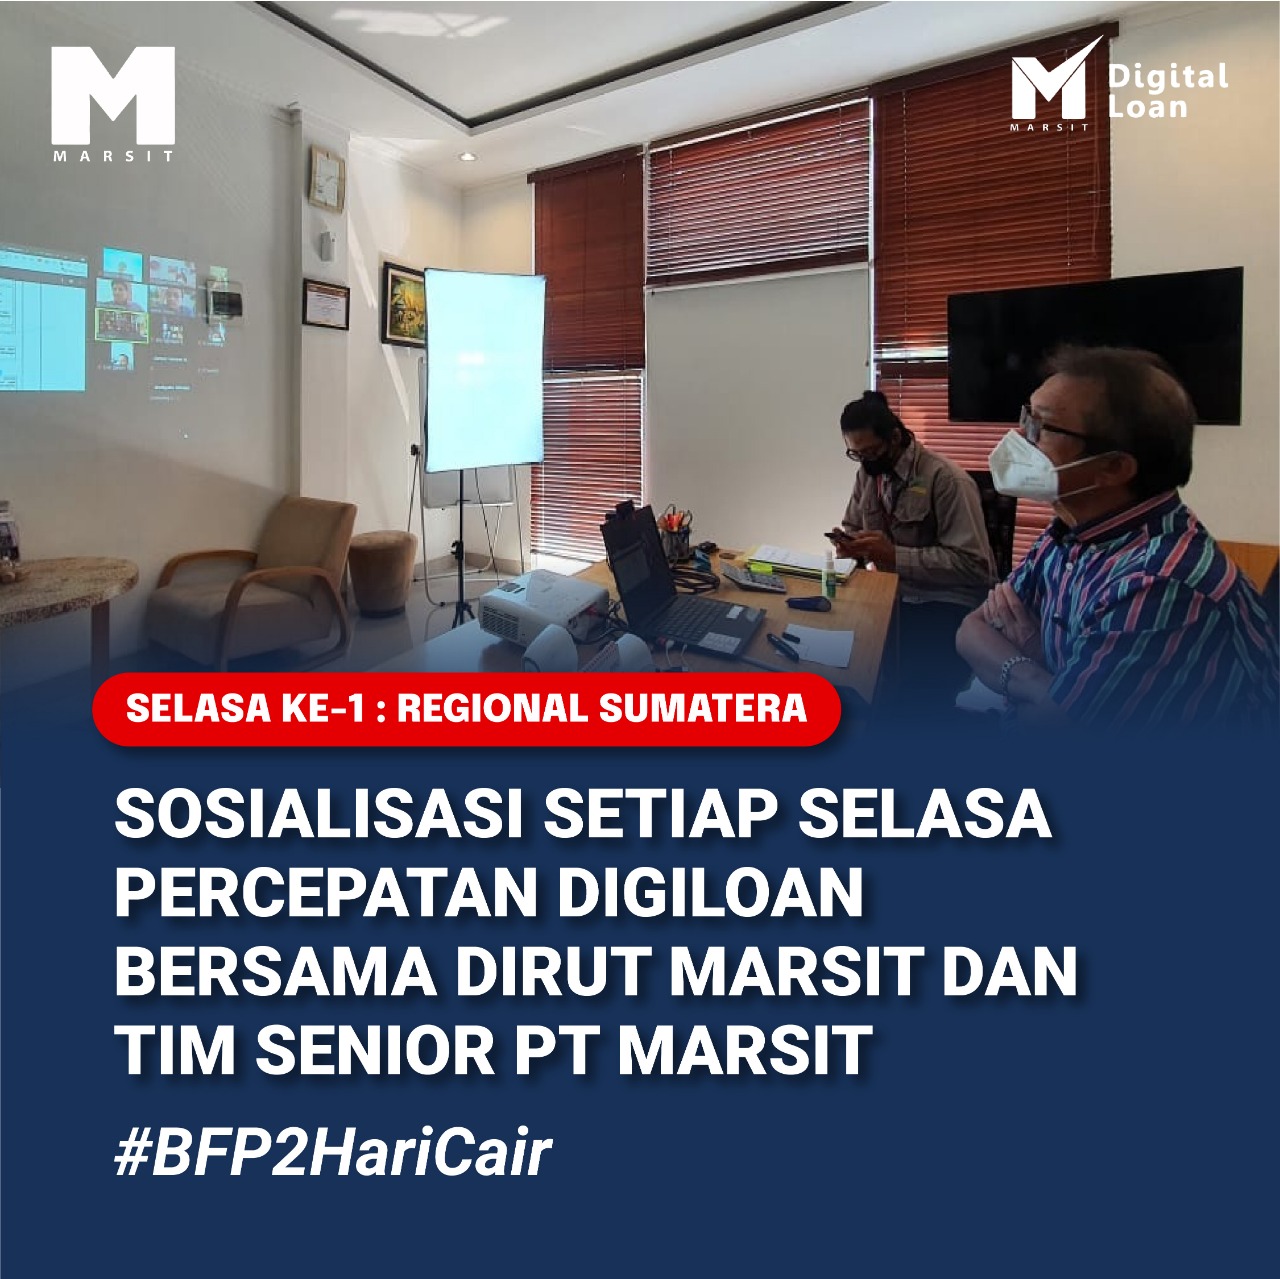 M
MARSIT
M
MARSIT
Digital
Loan
SELASA KE-1 : REGIONAL SUMATERA
SOSIALISASI SETIAP SELASA
PERCEPATAN DIGILOAN
BERSAMA DIRUT MARSIT DAN
TIM SENIOR PT MARSIT
#BFP2HariCair